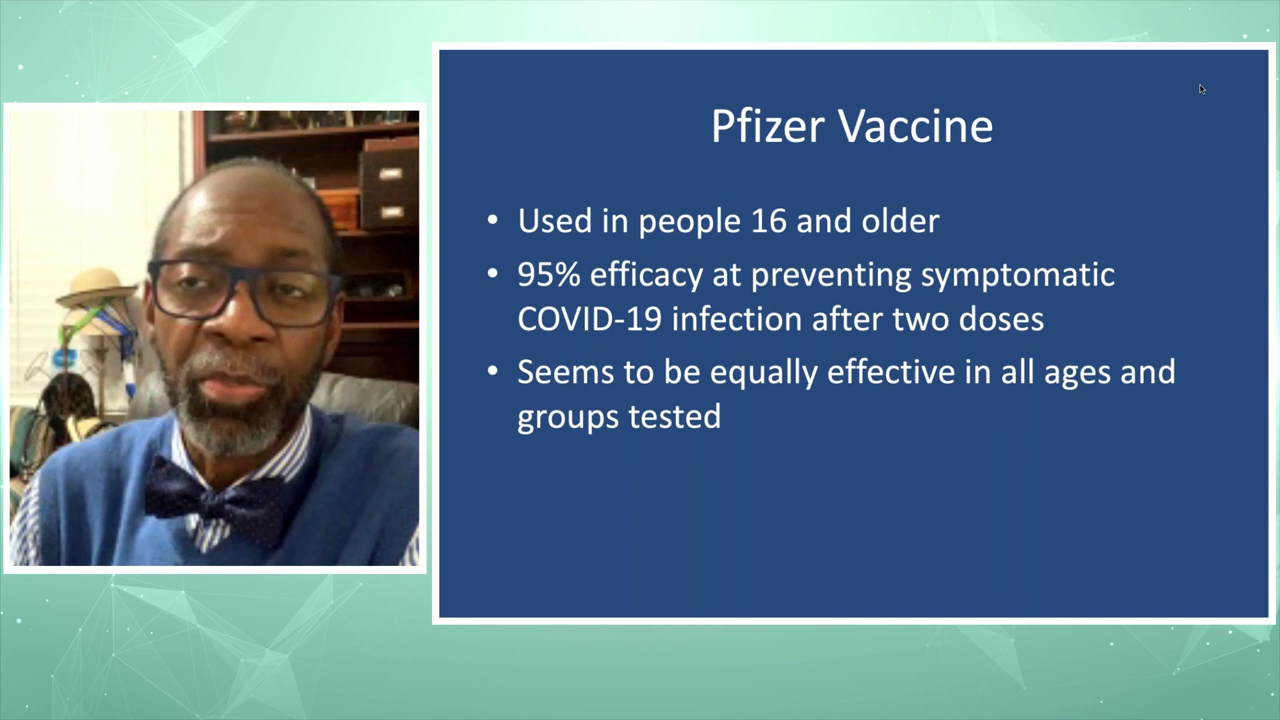 Pfizer Vaccine
• Used in people 16 and older
• 95% efficacy at preventing symptomatic
COVID-19 infection after two doses
• Seems to be equally effective in all ages and
groups tested